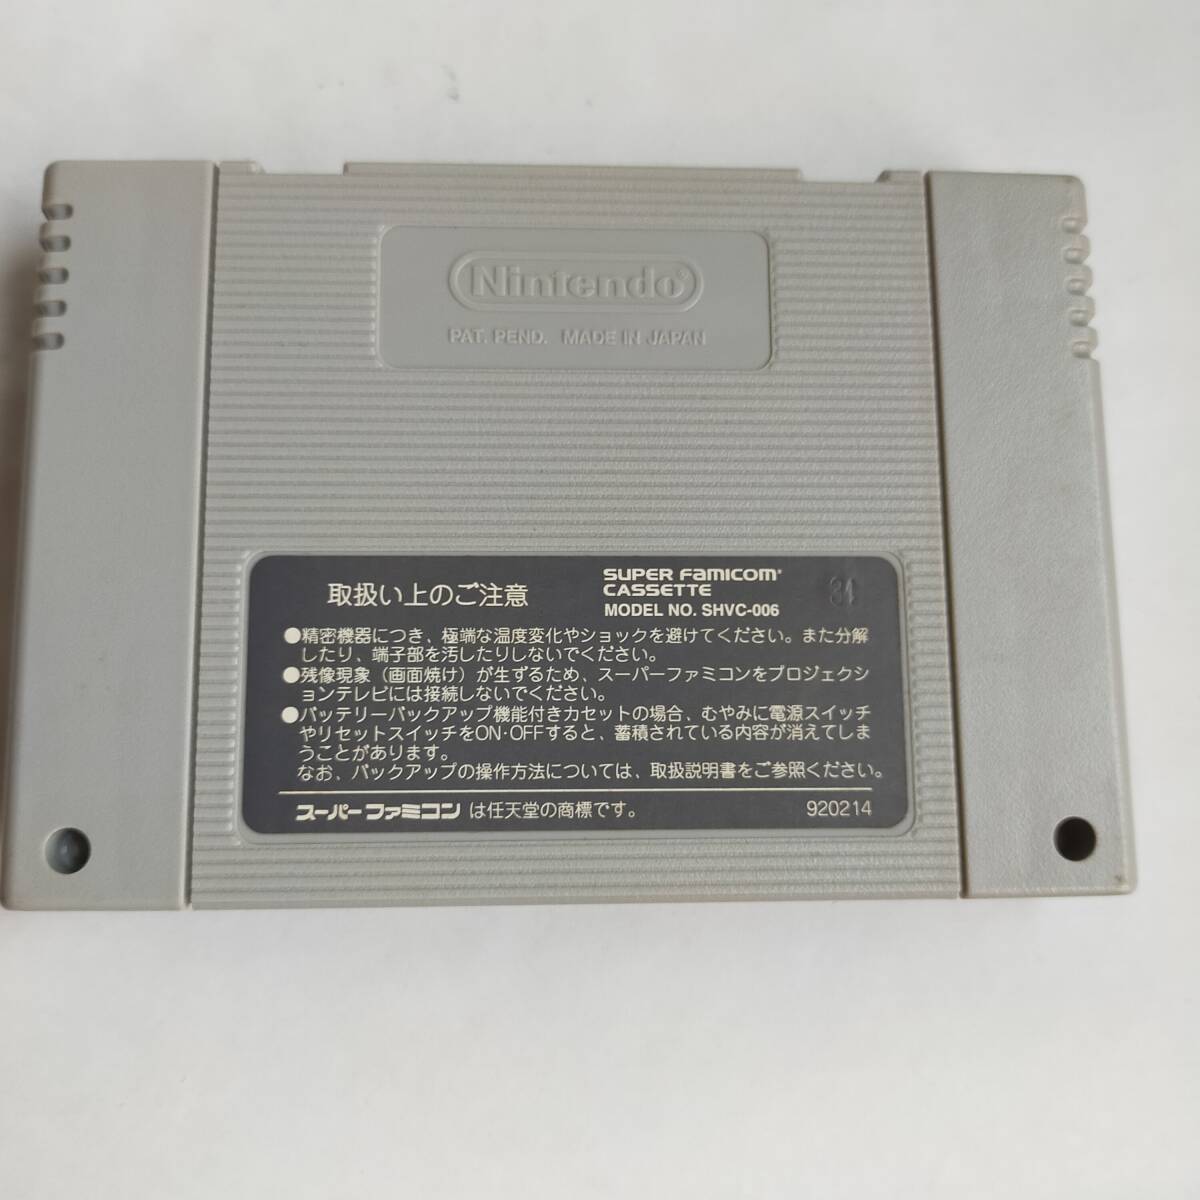 Nintendo®
PAT. PEND. MADE IN JAPAN
取扱い上のご注意
SUPER FAMICOM
CASSETTE
MODEL NO. SHVC-006
●精密機器につき、極端な温度変化やショックを避けてください。また分解
したり、端子部を汚したりしないでください。
●残像現象（画面焼け）が生ずるため、スーパーファミコンをプロジェクシ
ョンテレビには接続しないでください。
●バッテリーバックアップ機能付きカセットの場合、むやみに電源スイッチ
やリセットスイッチをON・OFFすると、蓄積されている内容が消えてしま
うことがあります。
なお、バックアップの操作方法については、取扱説明書をご参照ください。
スーパーファミコン は任天堂の商標です。
920214